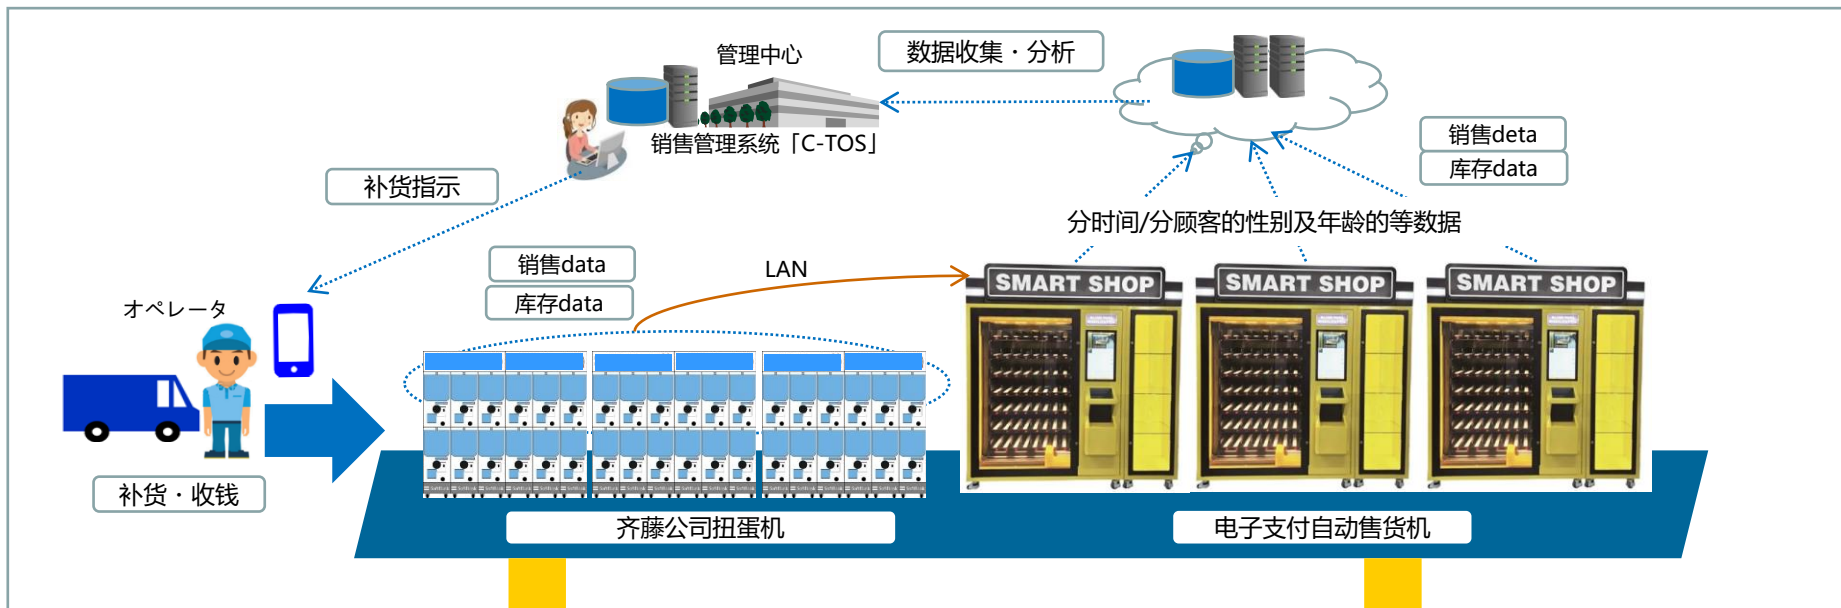 管理中心
数据收集・分析
销售管理系统「C-TOS」
销售deta
库存data
补货指示
分时间/分顾客的性别及年龄的等数据
销售data
库存data
LAN
オペレータ
SMART SHOP
SMART SHOP
SMART SHOP
补货・收钱
齐藤公司扭蛋机
电子支付自动售货机